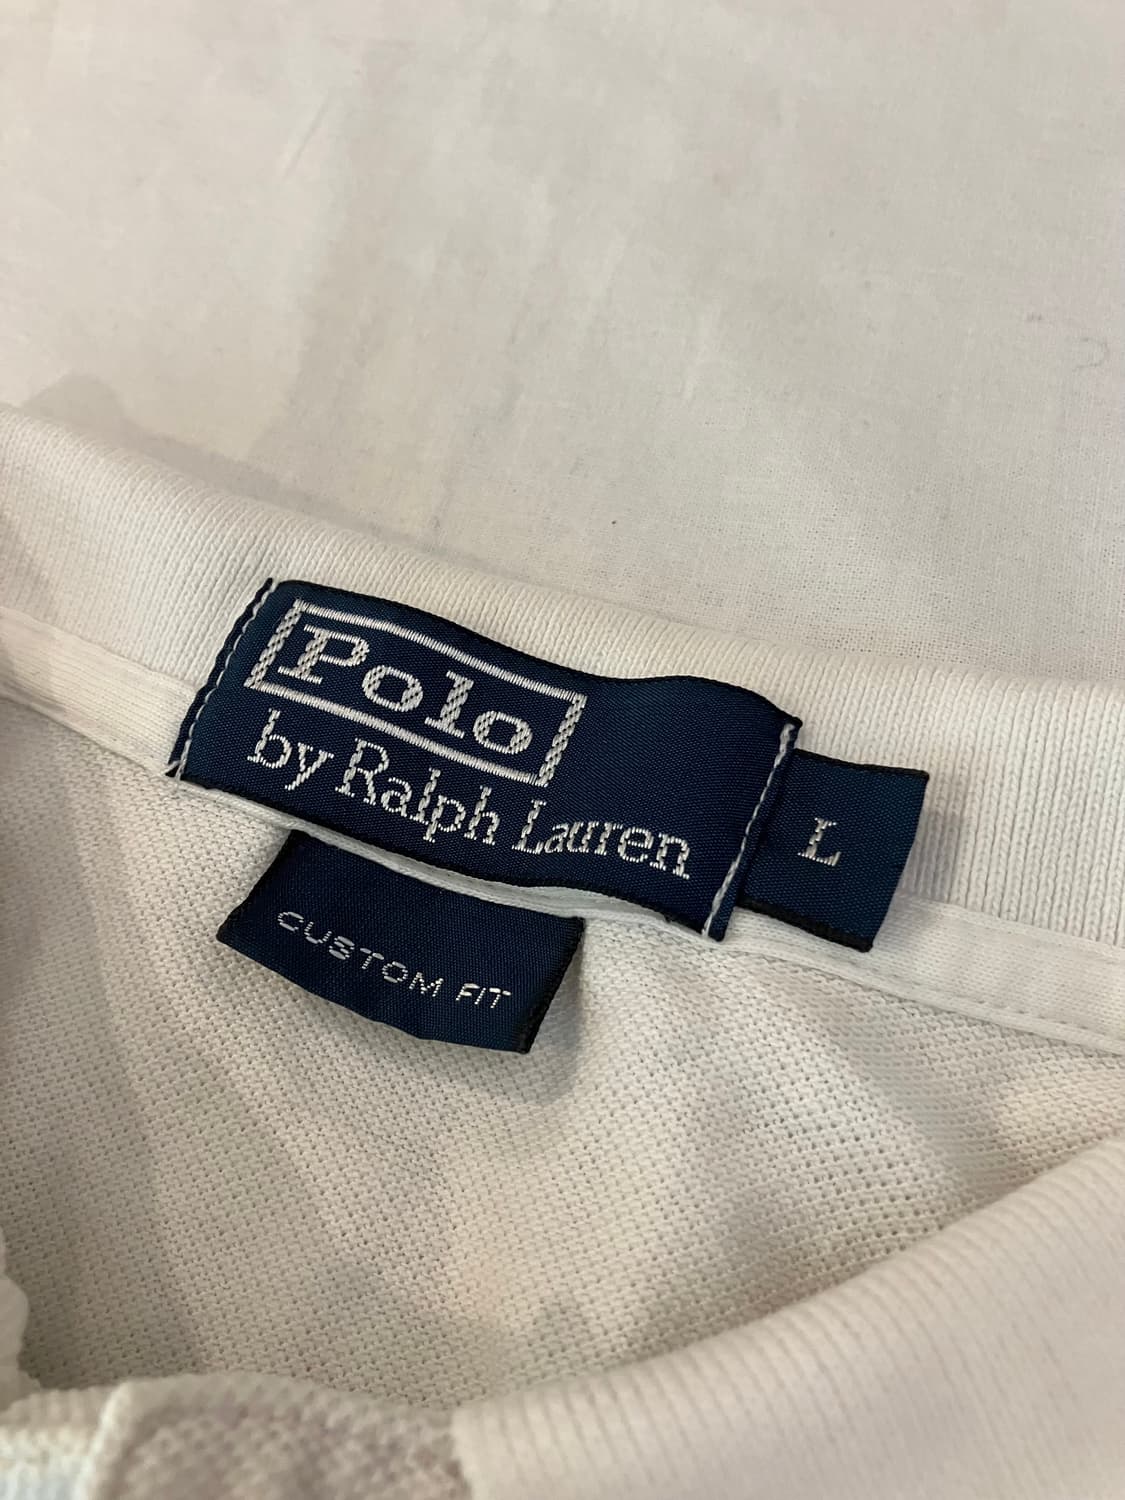 Polo
by Ralph Lauren
L
CUSTOM FIT